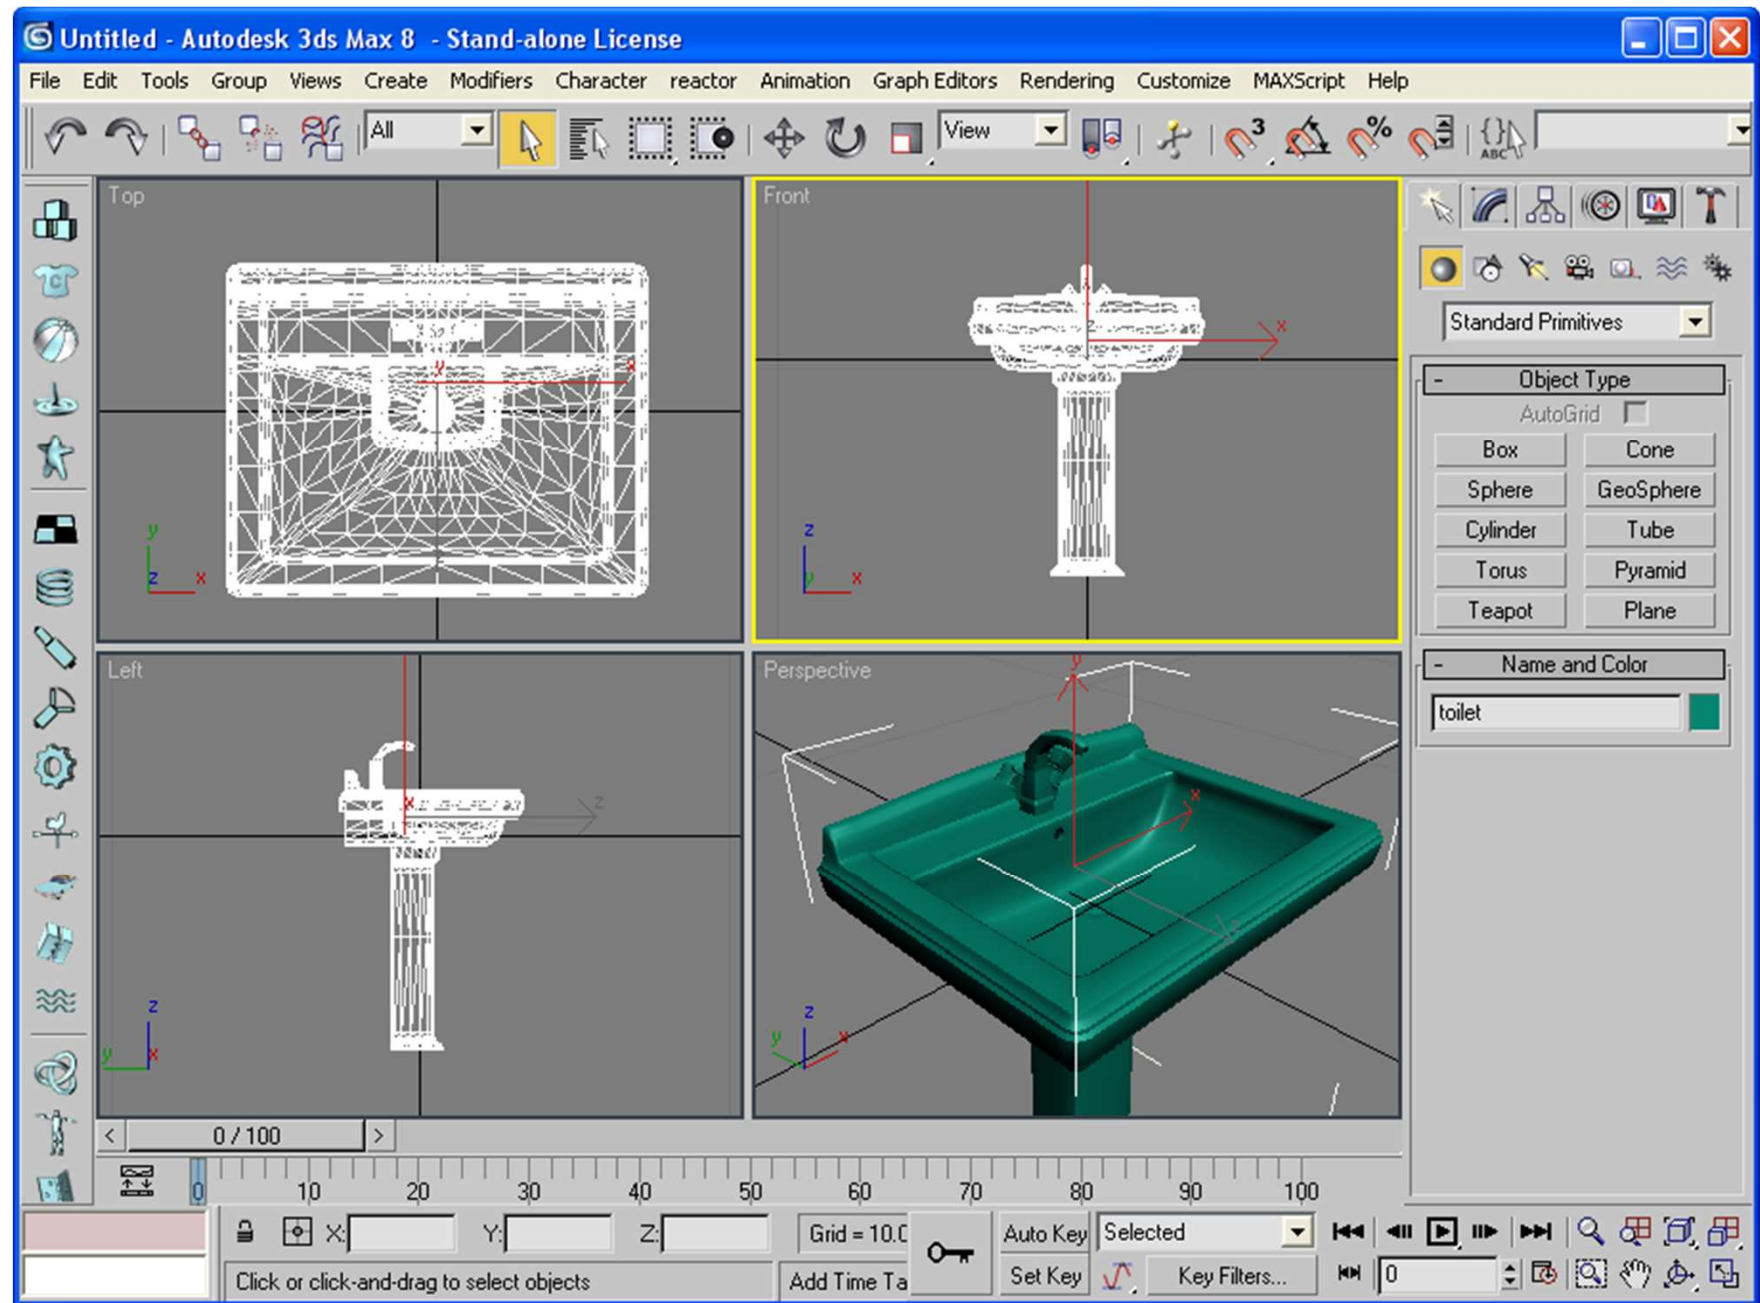 Untitled - Autodesk 3ds Max 8 - Stand-alone License
File Edit Tools Group Views Create Modifiers Character reactor Animation Graph Editors Rendering Customize MAXScript Help
All View 3 % {} ABC
Top
Front
Standard Primitives
- Object Type
AutoGrid
Box Cone
Sphere GeoSphere
Cylinder Tube
Torus Pyramid
Teapot Plane
- Name and Color
toilet
y x
x
y
z x
z
y x
Left
Perspective
x z
z
y x
y
x
z
z
y x
< 0 / 100 >
0 10 20 30 40 50 60 70 80 90 100
X: Y: Z: Grid = 10.0 Auto Key Selected
Click or click-and-drag to select objects Add Time Ta Set Key Key Filters... 0